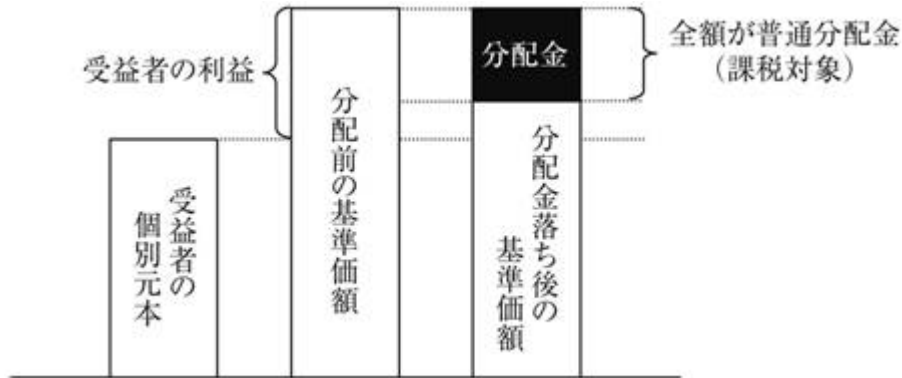 受益者の利益
受益者の
個別元本
分配前の基準価額
分配金
分配金落ち後の
基準価額
全額が普通分配金
（課税対象）